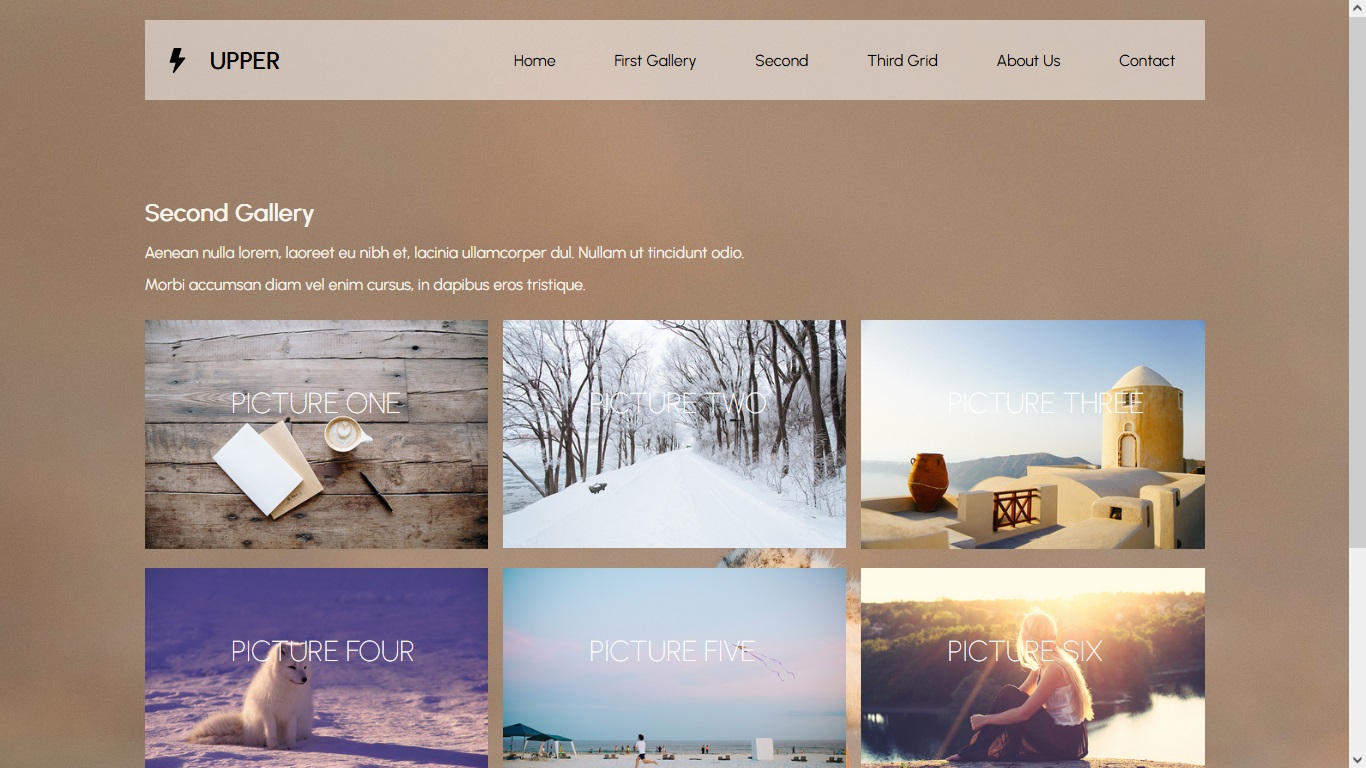 UPPER
Home First Gallery Second Third Grid About Us Contact
Second Gallery
Aenean nulla lorem, laoreet eu nibh et, lacinia ullamcorper dul. Nullam ut tincidunt odio.
Morbi accumsan diam vel enim cursus, in dapibus eros tristique.
PICTURE ONE
PICTURE TWO
PICTURE THREE
PICTURE FOUR
PICTURE FIVE
PICTURE SIX